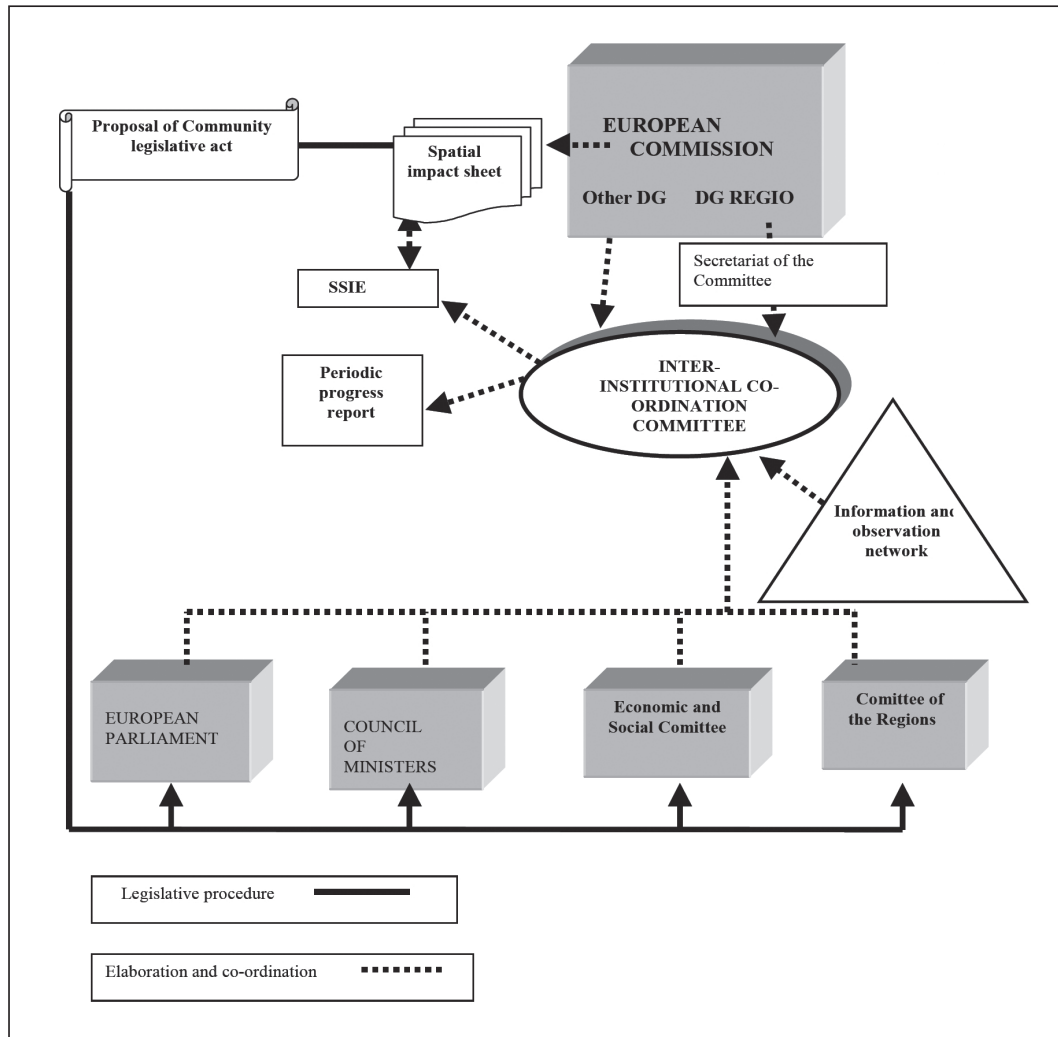 Proposal of Community
legislative act
Spatial
impact sheet
EUROPEAN
COMMISSION
Other DG DG REGIO
Secretariat of the
Committee
SSIE
Periodic
progress
report
INTER-
INSTITUTIONAL CO-
ORDINATION
COMMITTEE
Information and
observation
network
EUROPEAN
PARLIAMENT
COUNCIL
OF
MINISTERS
Economic and
Social Comittee
Comittee of
the Regions
Legislative procedure
Elaboration and co-ordination